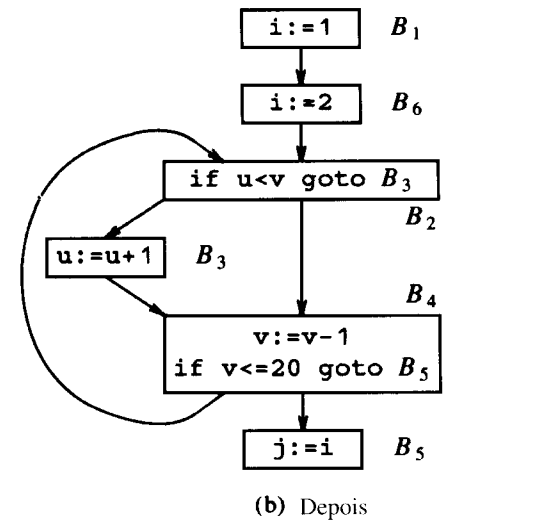 i:=1 B1
i:=2 B6
if u<v goto B3
B2
u:=u+1 B3
B4
v:=v-1
if v<=20 goto B5
j:=i B5
(b) Depois